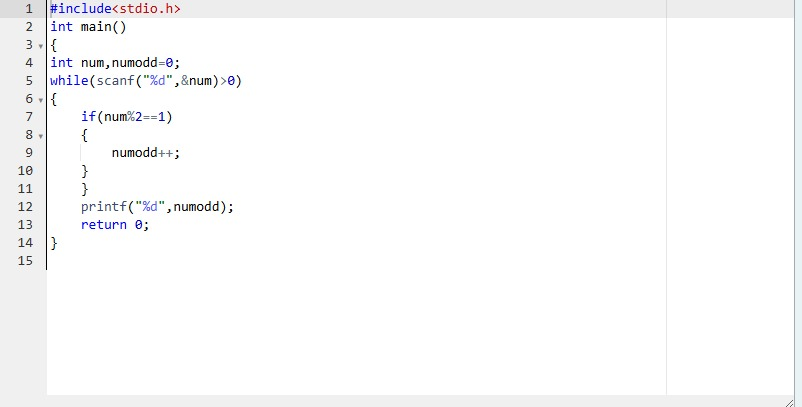 1 #include<stdio.h>
2 int main()
3 {
4 int num,numodd=0;
5 while(scanf("%d",&num)>0)
6 {
7     if(num%2==1)
8     {
9         numodd++;
10     }
11     }
12     printf("%d",numodd);
13     return 0;
14 }
15